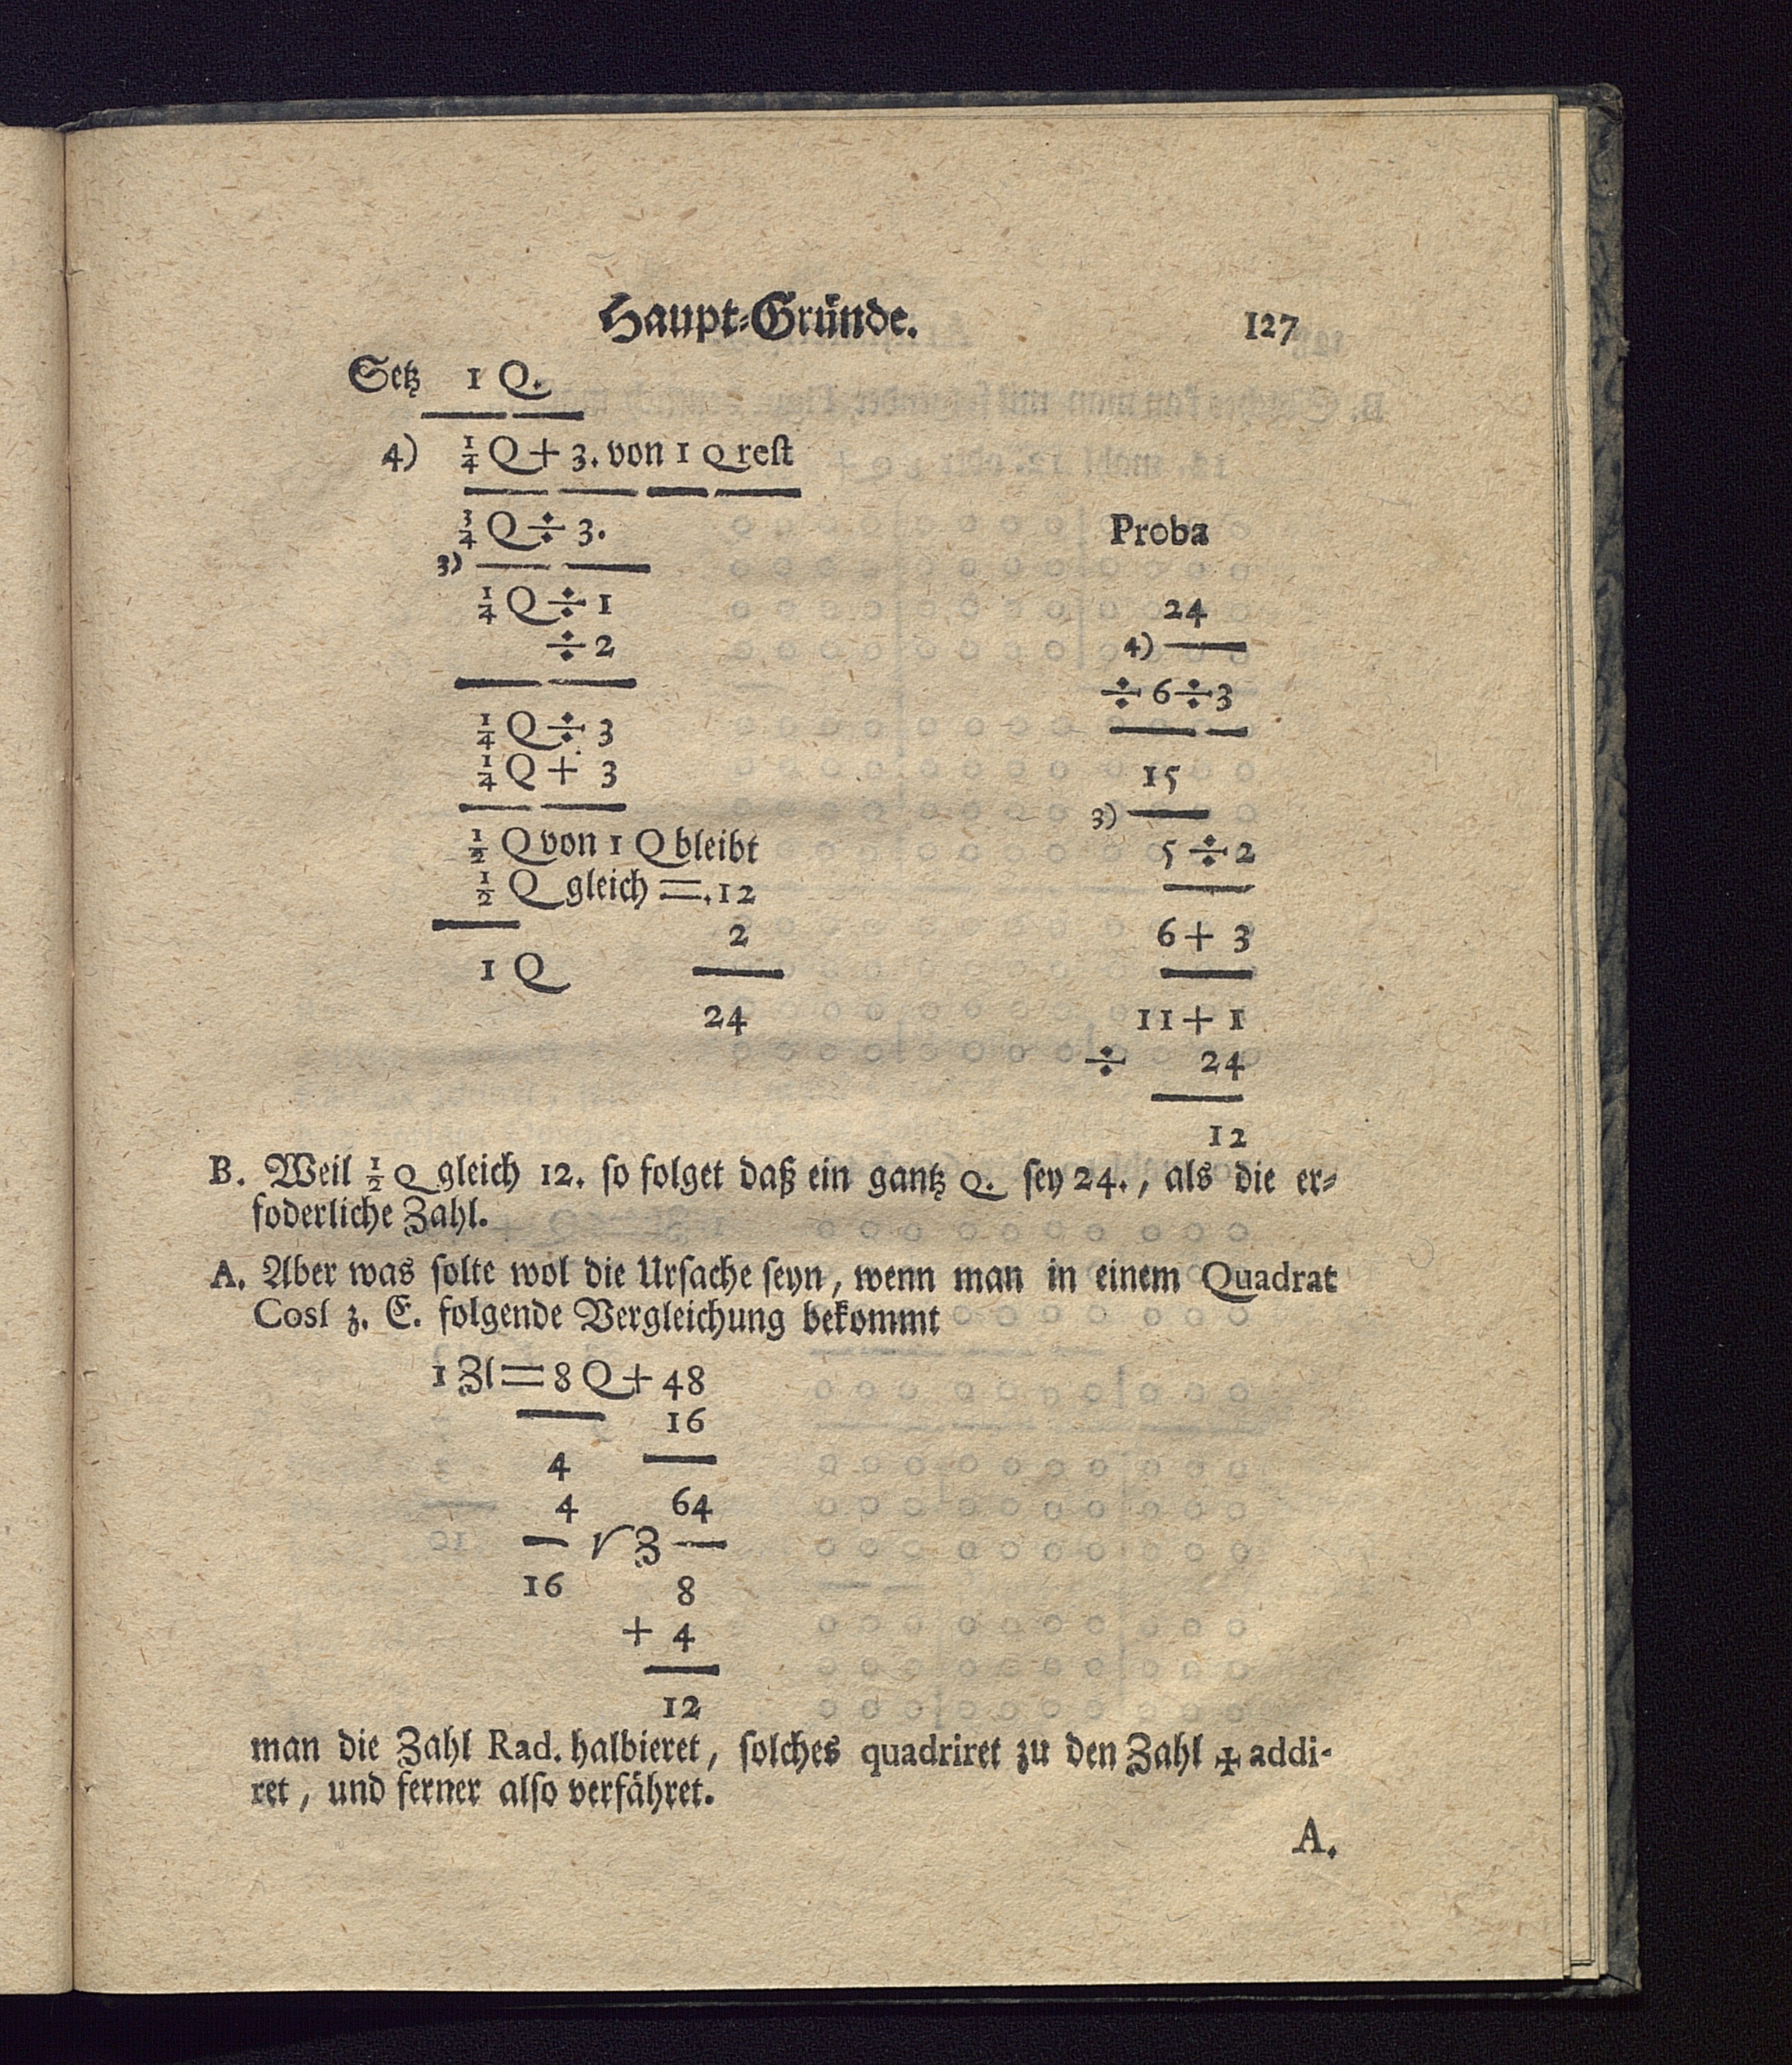 Haupt-Gründe. 127
Setz 1 Q.
4) ¼ Q + 3. von 1 Q rest
¾ Q ÷ 3.
3)
¼ Q ÷ 1
÷ 2
¼ Q ÷ 3
¼ Q + 3
½ Q von 1 Q bleibt
½ Q gleich =. 12
2
1 Q
24
Proba
24
4)
÷ 6 ÷ 3
15
3)
5 ÷ 2
6 + 3
11 + 1
÷ 24
12
B. Weil ½ Q gleich 12. so folget daß ein gantz Q. sey 24., als die er-
foderliche Zahl.
A. Aber was solte wol die Ursache seyn, wenn man in einem Quadrat
Cosl z. E. folgende Vergleichung bekommt
1 Zl = 8 Q + 48
16
4
4 64
√ Z
16 8
+ 4
12
man die Zahl Rad. halbieret, solches quadriret zu den Zahl + addi-
ret, und ferner also verfähret.
A.